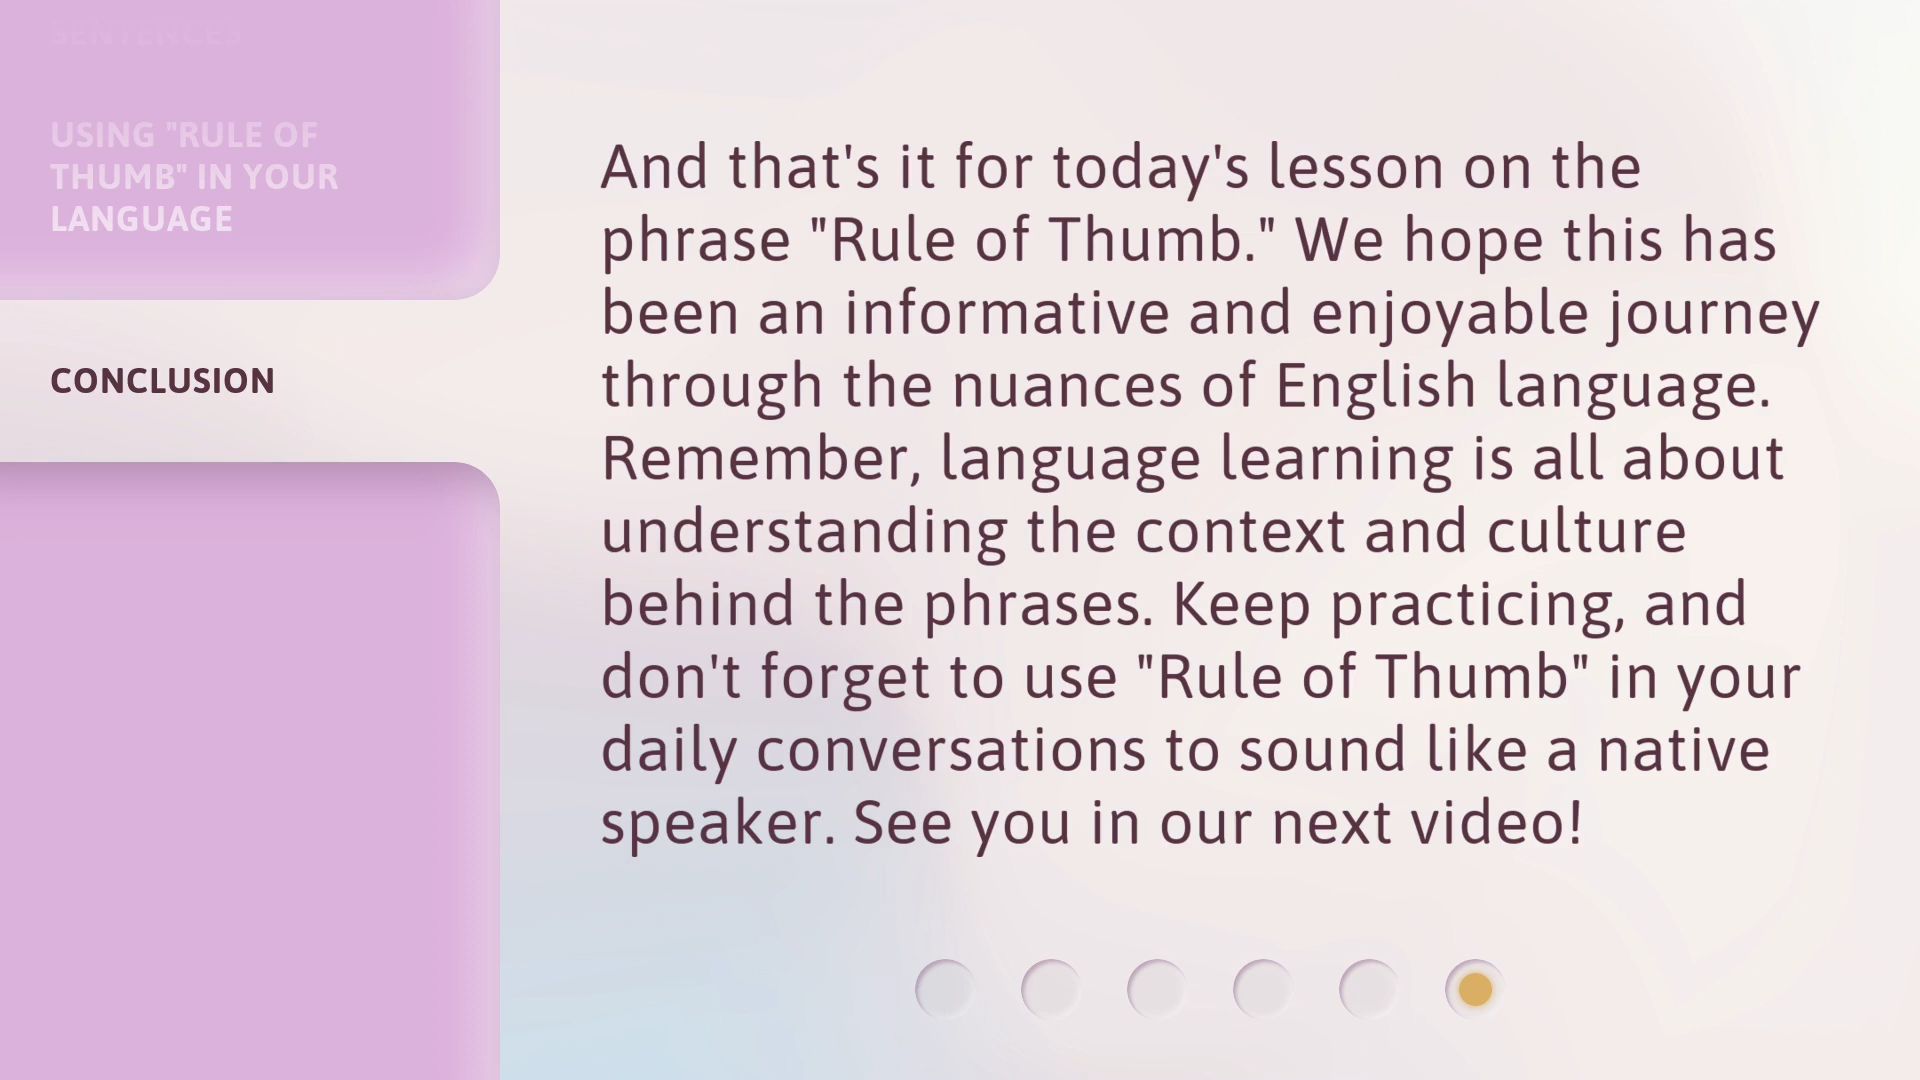 SENTENCES
USING "RULE OF
THUMB" IN YOUR
LANGUAGE
CONCLUSION
And that's it for today's lesson on the
phrase "Rule of Thumb." We hope this has
been an informative and enjoyable journey
through the nuances of English language.
Remember, language learning is all about
understanding the context and culture
behind the phrases. Keep practicing, and
don't forget to use "Rule of Thumb" in your
daily conversations to sound like a native
speaker. See you in our next video!